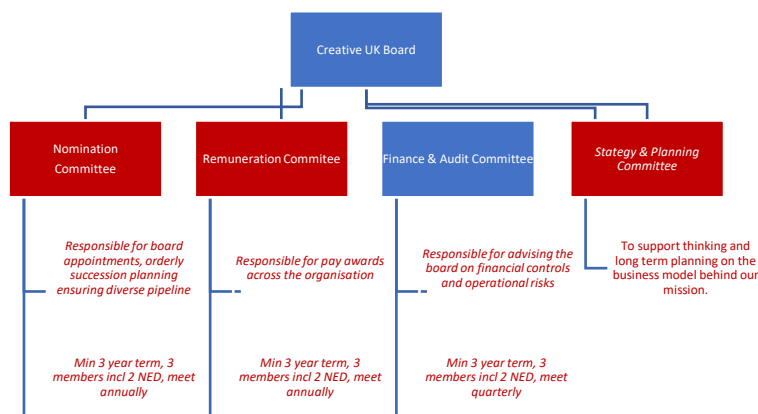 Creative UK Board
Nomination
Committee
Remuneration Commitee
Finance & Audit Committee
Stategy & Planning
Committee
Responsible for board
appointments, orderly
succession planning
ensuring diverse pipeline
Responsible for pay awards
across the organisation
Responsible for advising the
board on financial controls
and operational risks
To support thinking and
long term planning on the
business model behind our
mission.
Min 3 year term, 3
members incl 2 NED, meet
annually
Min 3 year term, 3
members incl 2 NED, meet
annually
Min 3 year term, 3
members incl 2 NED, meet
quarterly